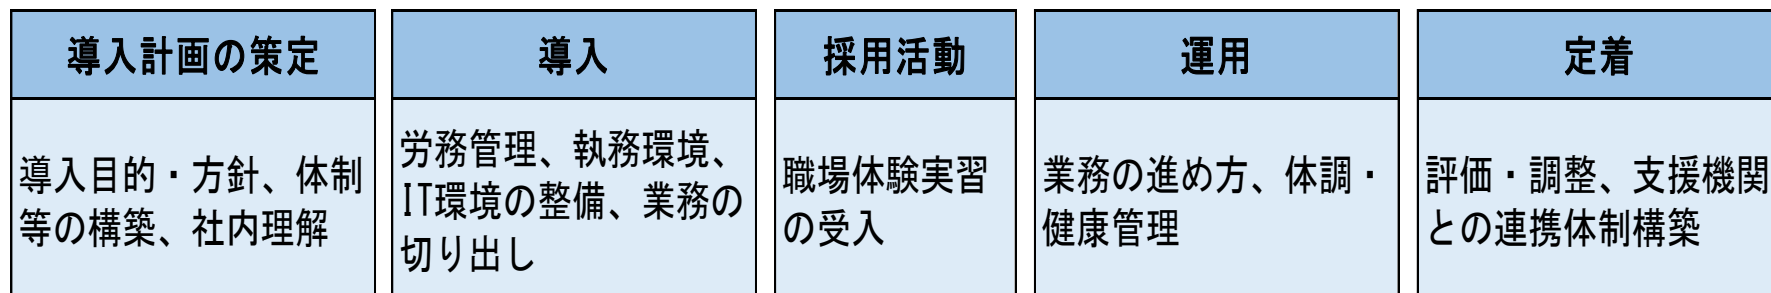 導入計画の策定
導入目的・方針、体制
等の構築、社内理解
導入
労務管理、執務環境、
IT環境の整備、業務の
切り出し
採用活動
職場体験実習
の受入
運用
業務の進め方、体調・
健康管理
定着
評価・調整、支援機関
との連携体制構築